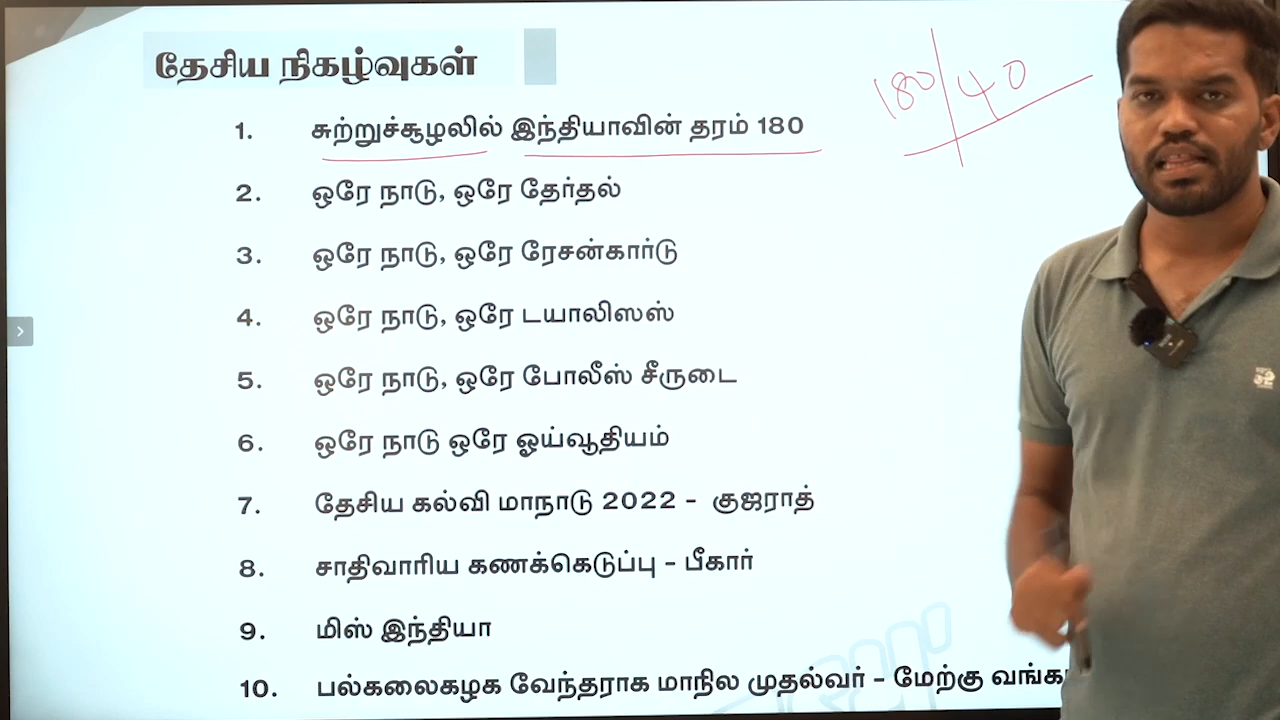 தேசிய நிகழ்வுகள்
180 40
1. சுற்றுச்சூழலில் இந்தியாவின் தரம் 180
2. ஒரே நாடு, ஒரே தேர்தல்
3. ஒரே நாடு, ஒரே ரேசன்கார்டு
4. ஒரே நாடு, ஒரே டயாலிஸஸ்
5. ஒரே நாடு, ஒரே போலீஸ் சீருடை
6. ஒரே நாடு ஒரே ஓய்வூதியம்
7. தேசிய கல்வி மாநாடு 2022 - குஜராத்
8. சாதிவாரிய கணக்கெடுப்பு - பீகார்
9. மிஸ் இந்தியா
10. பல்கலைகழக வேந்தராக மாநில முதல்வர் - மேற்கு